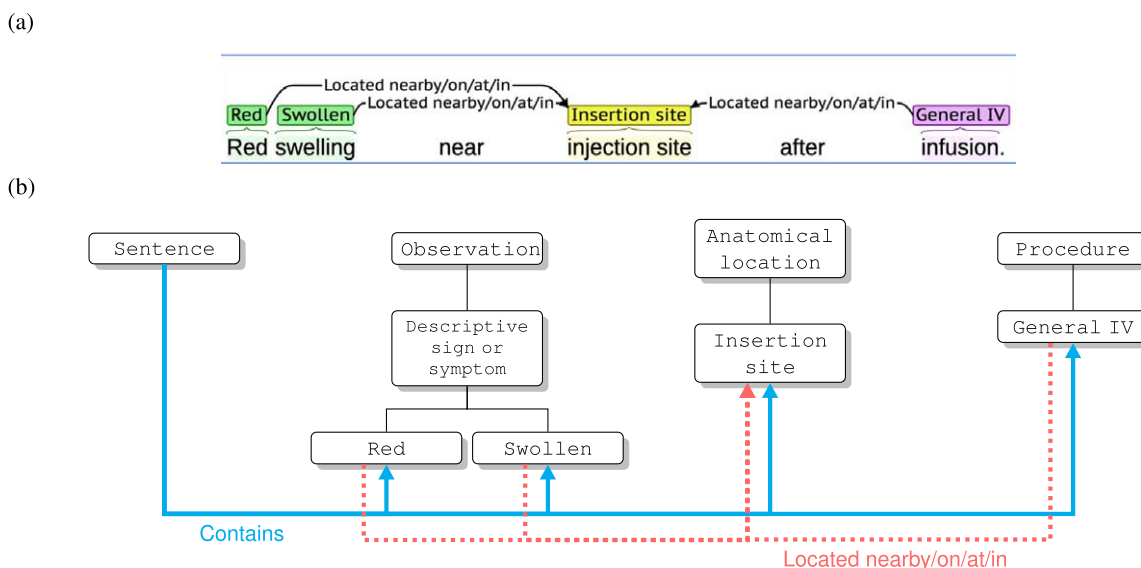 (a)
Located nearby/on/at/in
Located nearby/on/at/in Located nearby/on/at/in
Red Swollen Insertion site General IV
Red swelling near injection site after infusion.
(b)
Sentence Observation Anatomical location Procedure
Descriptive sign or symptom Insertion site General IV
Red Swollen
Contains
Located nearby/on/at/in